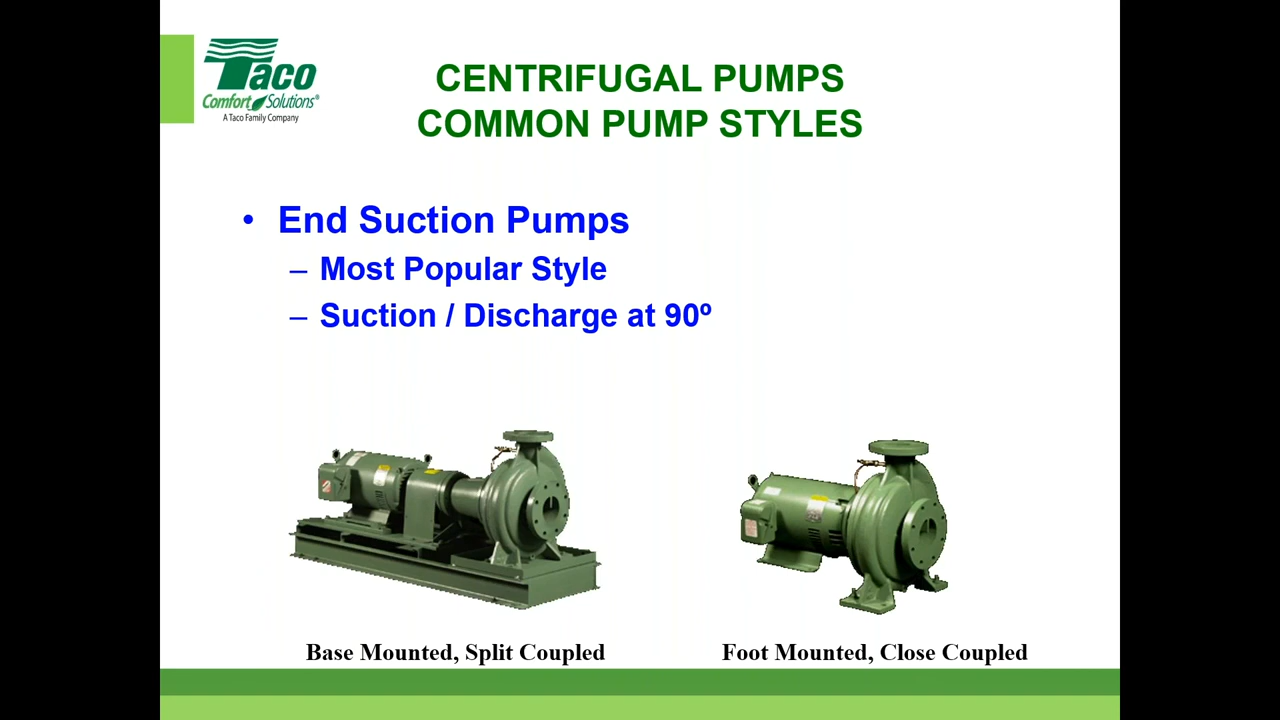 Taco
Comfort Solutions®
A Taco Family Company
CENTRIFUGAL PUMPS
COMMON PUMP STYLES
• End Suction Pumps
– Most Popular Style
– Suction / Discharge at 90º
Base Mounted, Split Coupled
Foot Mounted, Close Coupled